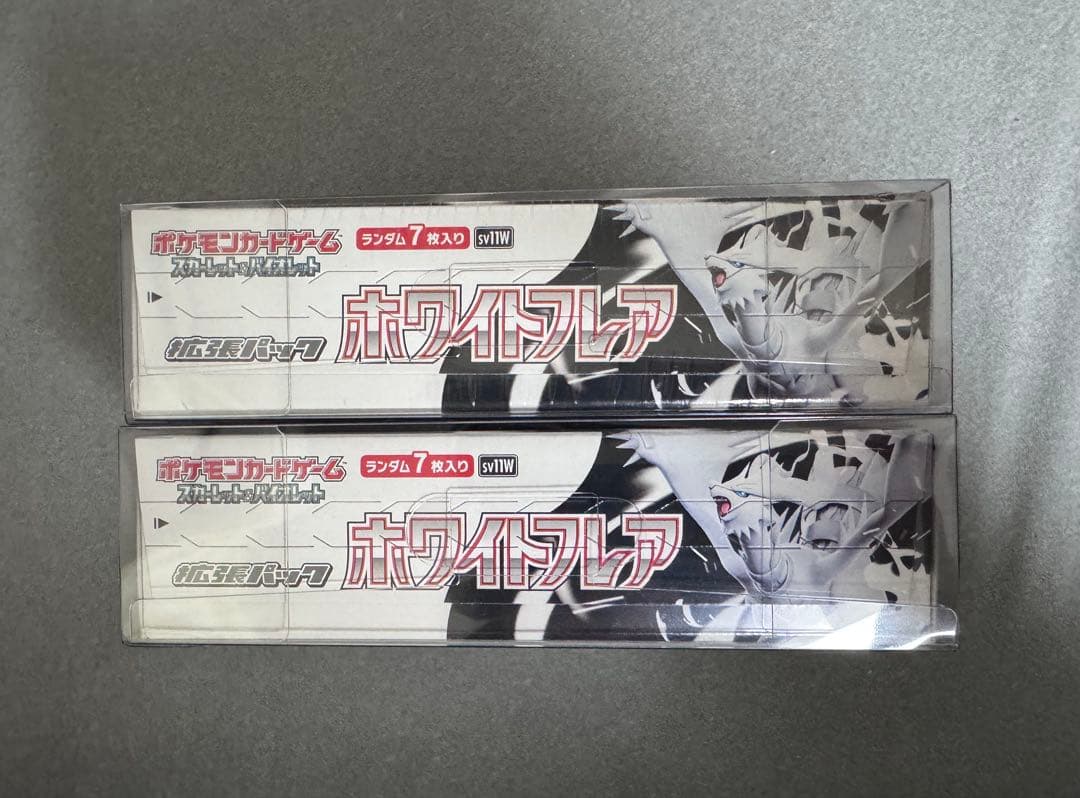 ポケモンカードゲーム ランダム7枚入り sv11W
スカーレット&バイオレット
拡張パック ホワイトフレア
ポケモンカードゲーム ランダム7枚入り sv11W
スカーレット&バイオレット
拡張パック ホワイトフレア